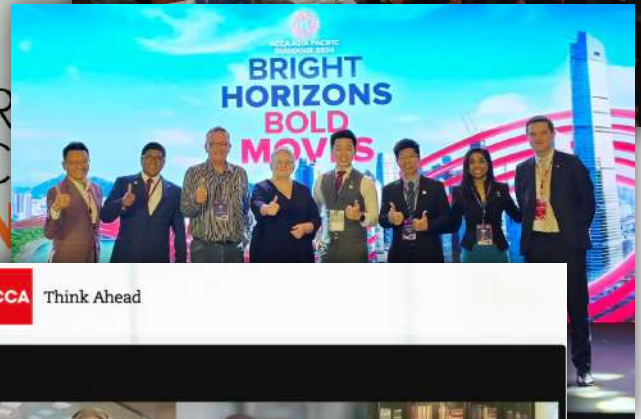 ACCA ASIA PACIFIC
DIALOGUE 2024
BRIGHT
HORIZONS
BOLD
MOVES
R
C
N
CCA Think Ahead